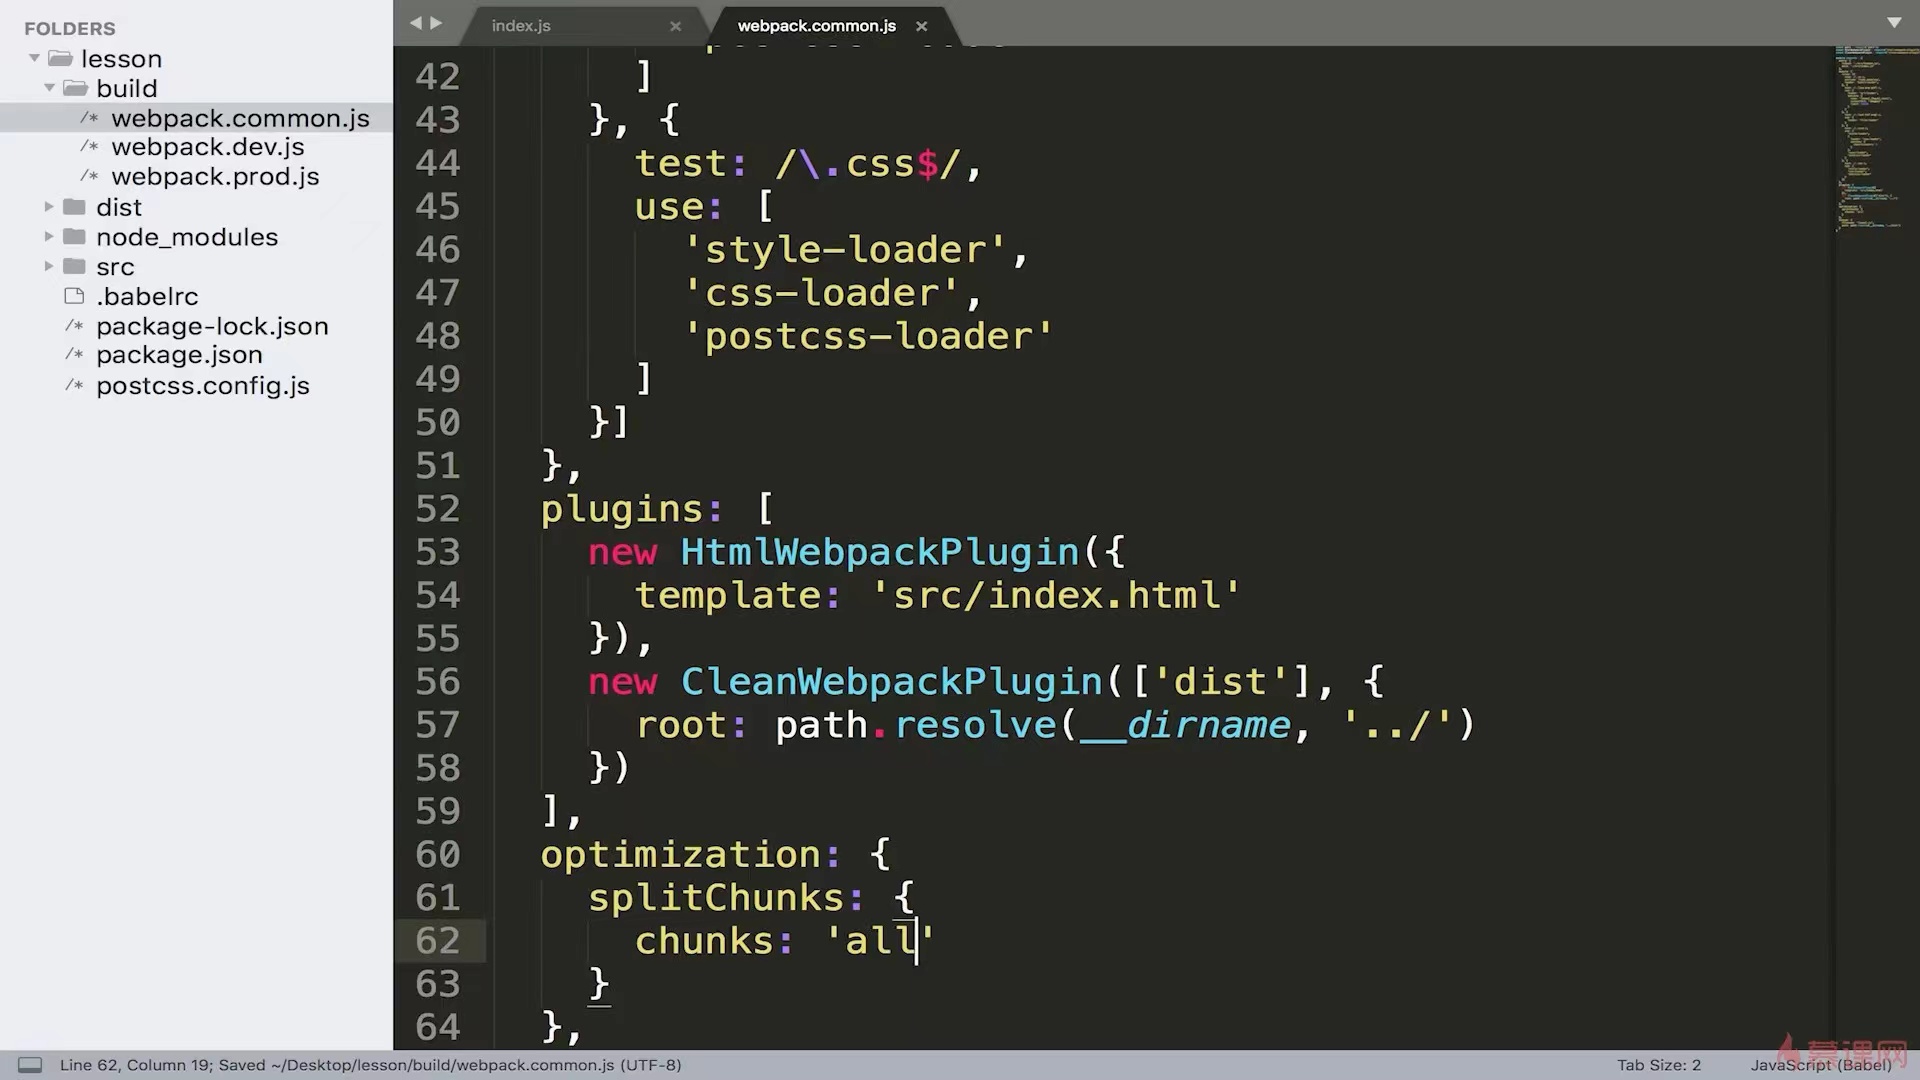 FOLDERS
lesson
build
/* webpack.common.js
/* webpack.dev.js
/* webpack.prod.js
dist
node_modules
src
.babelrc
/* package-lock.json
/* package.json
/* postcss.config.js
index.js
webpack.common.js
42 ]
43 }, {
44 test: /\.css$/,
45 use: [
46 'style-loader',
47 'css-loader',
48 'postcss-loader'
49 ]
50 }]
51 },
52 plugins: [
53 new HtmlWebpackPlugin({
54 template: 'src/index.html'
55 }),
56 new CleanWebpackPlugin(['dist'], {
57 root: path.resolve(__dirname, '../')
58 })
59 ],
60 optimization: {
61 splitChunks: {
62 chunks: 'all'
63 }
64 },
Line 62, Column 19; Saved ~/Desktop/lesson/build/webpack.common.js (UTF-8)
Tab Size: 2
JavaScript (Babel)
慕课网